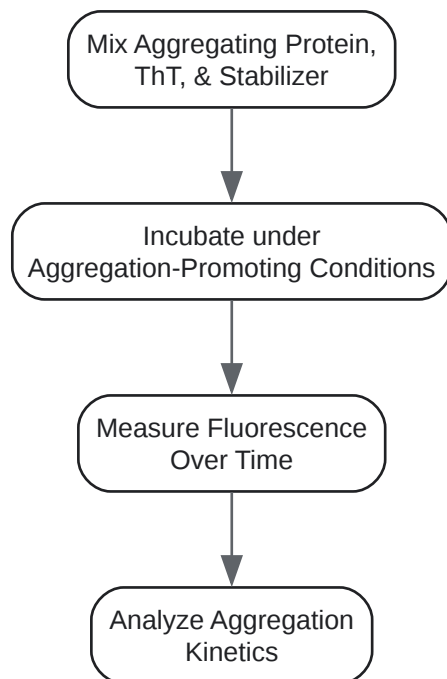 Mix Aggregating Protein,
ThT, & Stabilizer
Incubate under
Aggregation-Promoting Conditions
Measure Fluorescence
Over Time
Analyze Aggregation
Kinetics